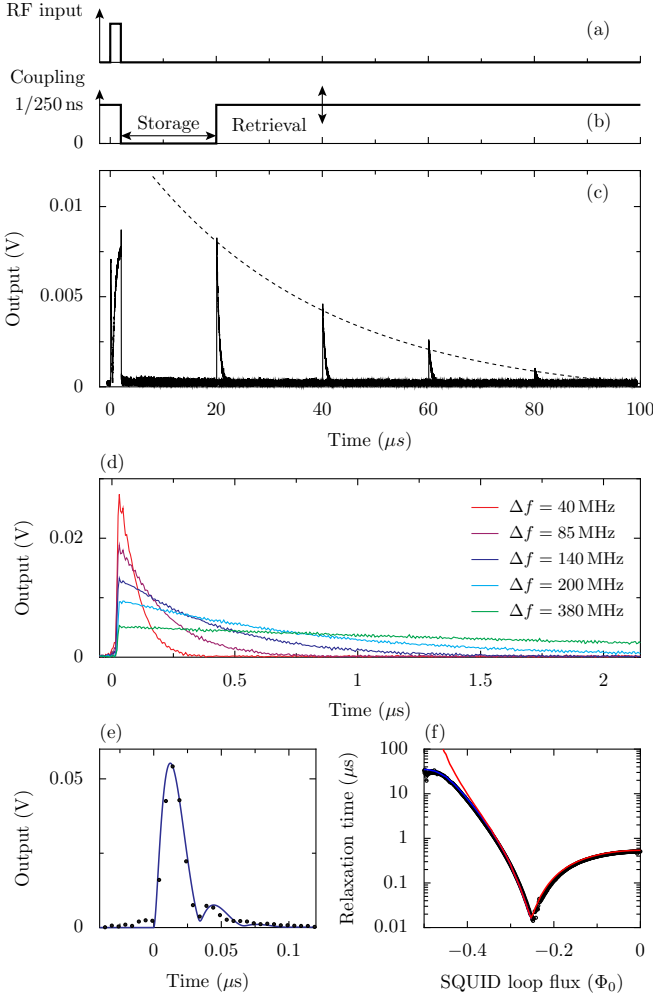 RF input
(a)
Coupling
1/250 ns
Storage
Retrieval
(b)
0
(c)
0.01
0.005
0
Output (V)
0 20 40 60 80 100
Time (μs)
(d)
Δf = 40 MHz
Δf = 85 MHz
Δf = 140 MHz
Δf = 200 MHz
Δf = 380 MHz
0.02
0
Output (V)
0 0.5 1 1.5 2
Time (μs)
(e)
0.05
0
Output (V)
0 0.05 0.1
Time (μs)
(f)
100
10
1
0.1
0.01
Relaxation time (μs)
−0.4 −0.2 0
SQUID loop flux (Φ₀)